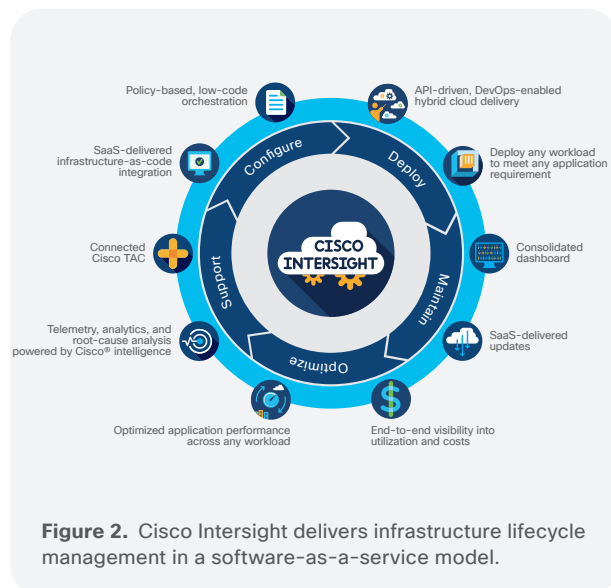 Policy-based, low-code
orchestration
API-driven, DevOps-enabled
hybrid cloud delivery
SaaS-delivered
infrastructure-as-code
integration
Configure
Deploy
Deploy any workload
to meet any application
requirement
Connected
Cisco TAC
Support
CISCO
INTERSIGHT
Maintain
Consolidated
dashboard
Telemetry, analytics, and
root-cause analysis
powered by Cisco® intelligence
Optimize
SaaS-delivered
updates
Optimized application performance
across any workload
End-to-end visibility into
utilization and costs
Figure 2. Cisco Intersight delivers infrastructure lifecycle
management in a software-as-a-service model.